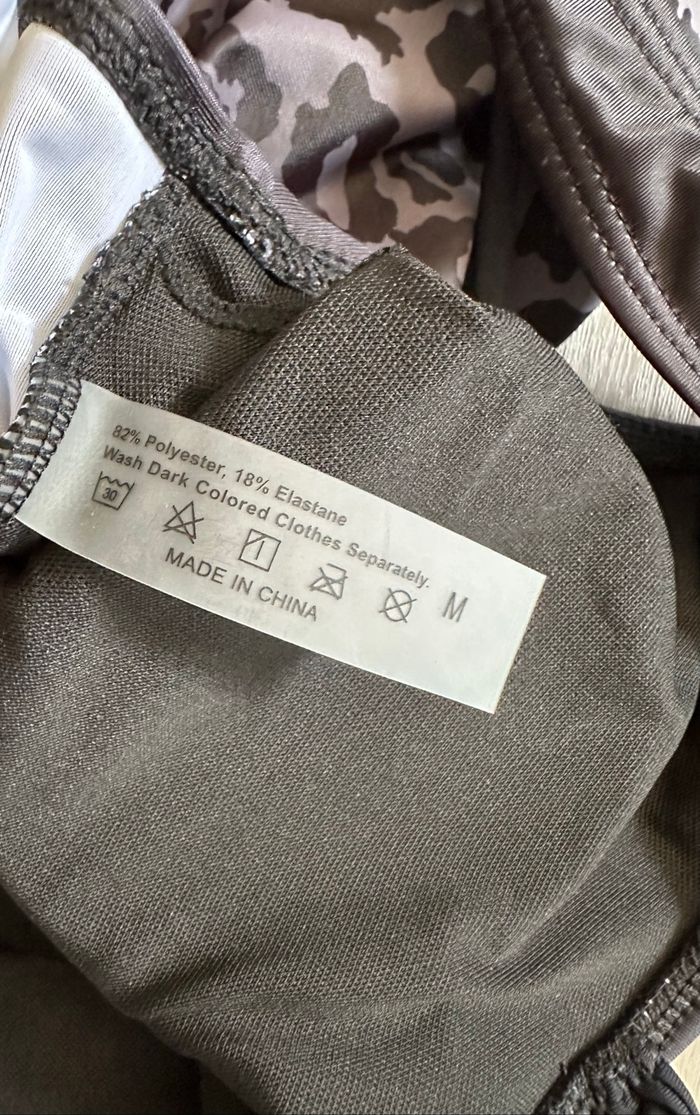 82% Polyester, 18% Elastane
Wash Dark Colored Clothes Separately.
30
M
MADE IN CHINA